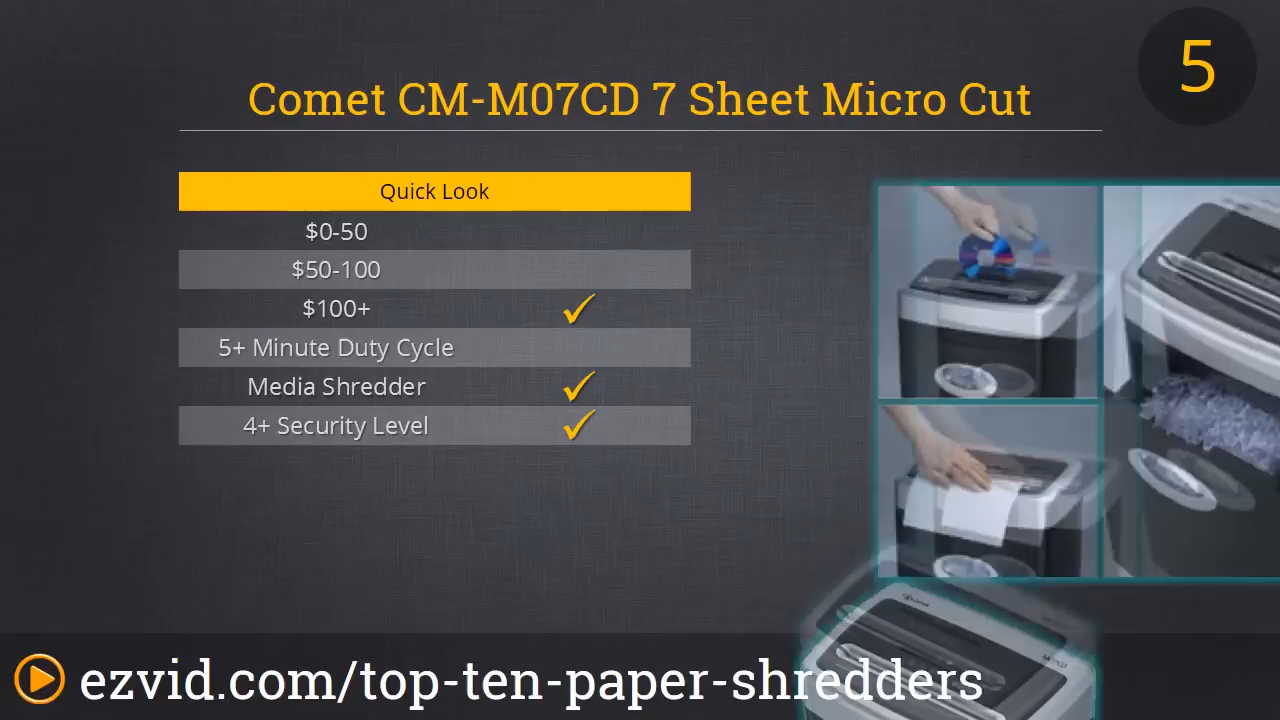 5
Comet CM-M07CD 7 Sheet Micro Cut
Quick Look
$0-50
$50-100
$100+ ✓
5+ Minute Duty Cycle
Media Shredder ✓
4+ Security Level ✓
ezvid.com/top-ten-paper-shredders